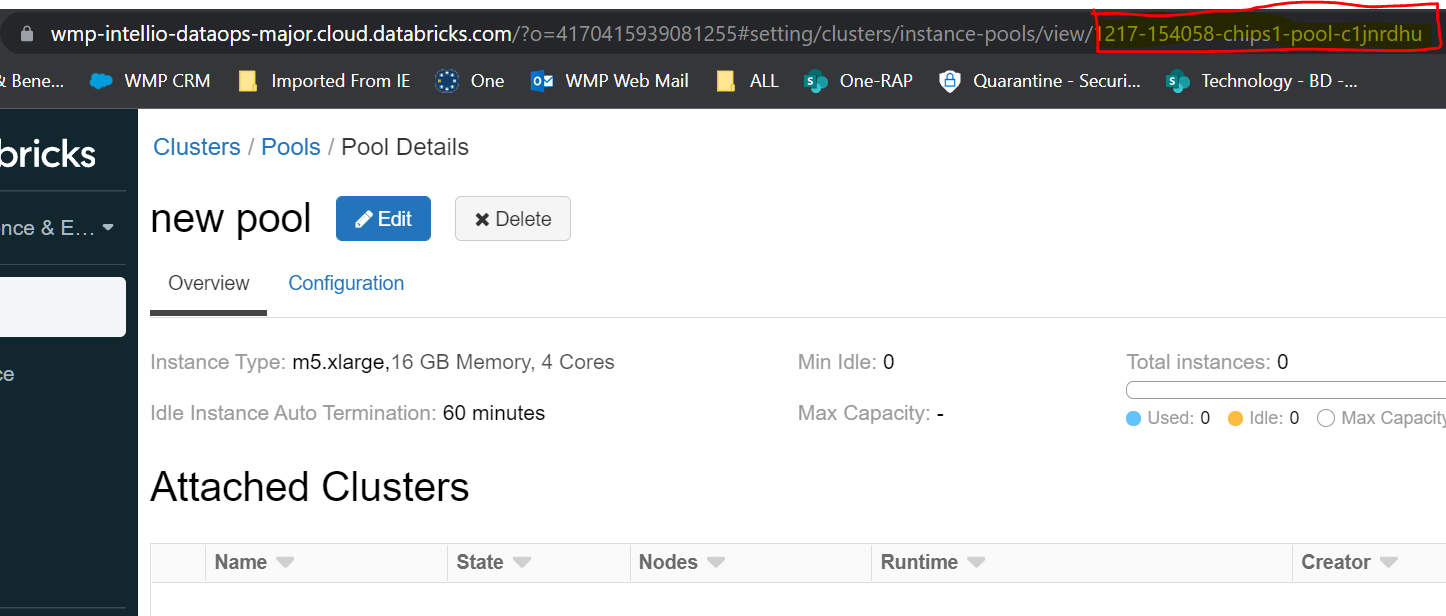 wmp-intellio-dataops-major.cloud.databricks.com/?o=4170415939081255#setting/clusters/instance-pools/view/1217-154058-chips1-pool-c1jnrdhu
& Bene... WMP CRM Imported From IE One WMP Web Mail ALL One-RAP Quarantine - Securi... Technology - BD -...
bricks
Clusters / Pools / Pool Details
nce & E...
new pool Edit Delete
Overview Configuration
Instance Type: m5.xlarge,16 GB Memory, 4 Cores Min Idle: 0 Total instances: 0
ce
Idle Instance Auto Termination: 60 minutes Max Capacity: - Used: 0 Idle: 0 Max Capacity
Attached Clusters
Name State Nodes Runtime Creator